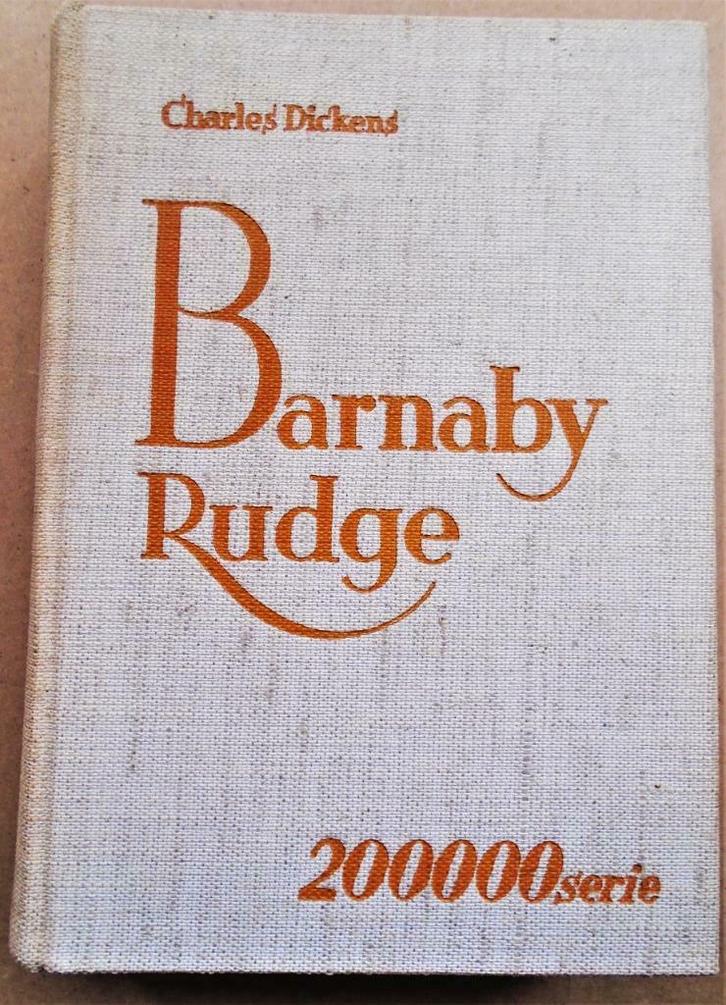 Charles Dickens
Barnaby
Rudge
200000serie